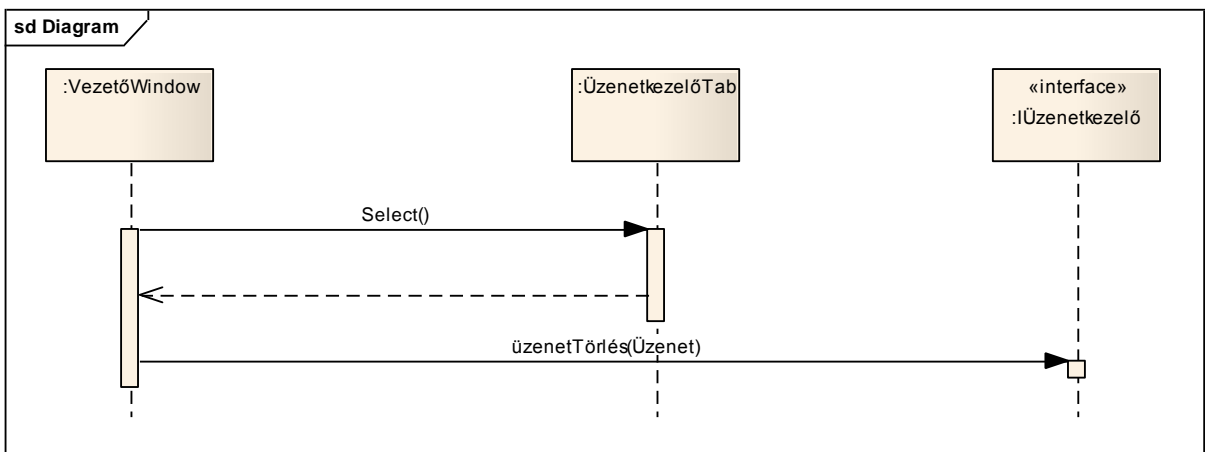 sd Diagram
:VezetőWindow
:ÜzenetkezelőTab
«interface»
:IÜzenetkezelő
Select()
üzenetTörlés(Üzenet)